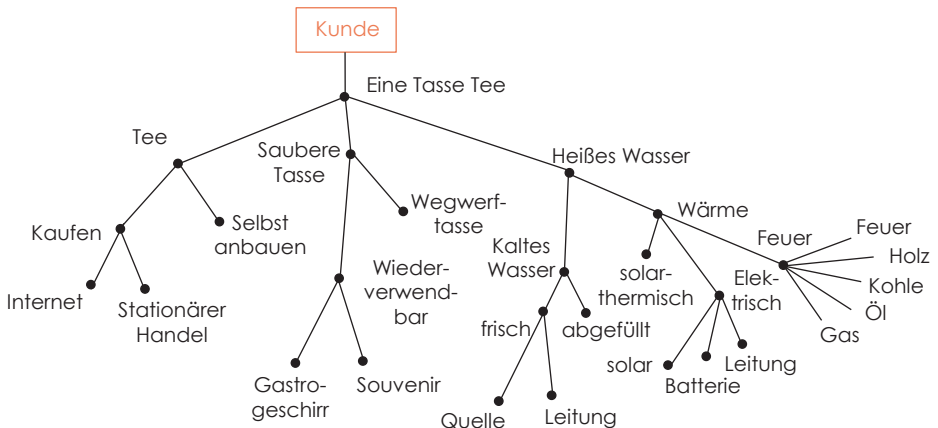 Kunde
Eine Tasse Tee
Tee
Saubere
Tasse
Heißes Wasser
Wegwerf-
tasse
Wärme
Selbst
anbauen
Kaufen
Feuer
Feuer
Holz
Kohle
Öl
Gas
Kaltes
Wasser
solar-
thermisch
Elek-
trisch
Wieder-
verwend-
bar
Internet
Stationärer
Handel
frisch
abgefüllt
solar
Batterie
Leitung
Gastro-
geschirr
Souvenir
Quelle
Leitung